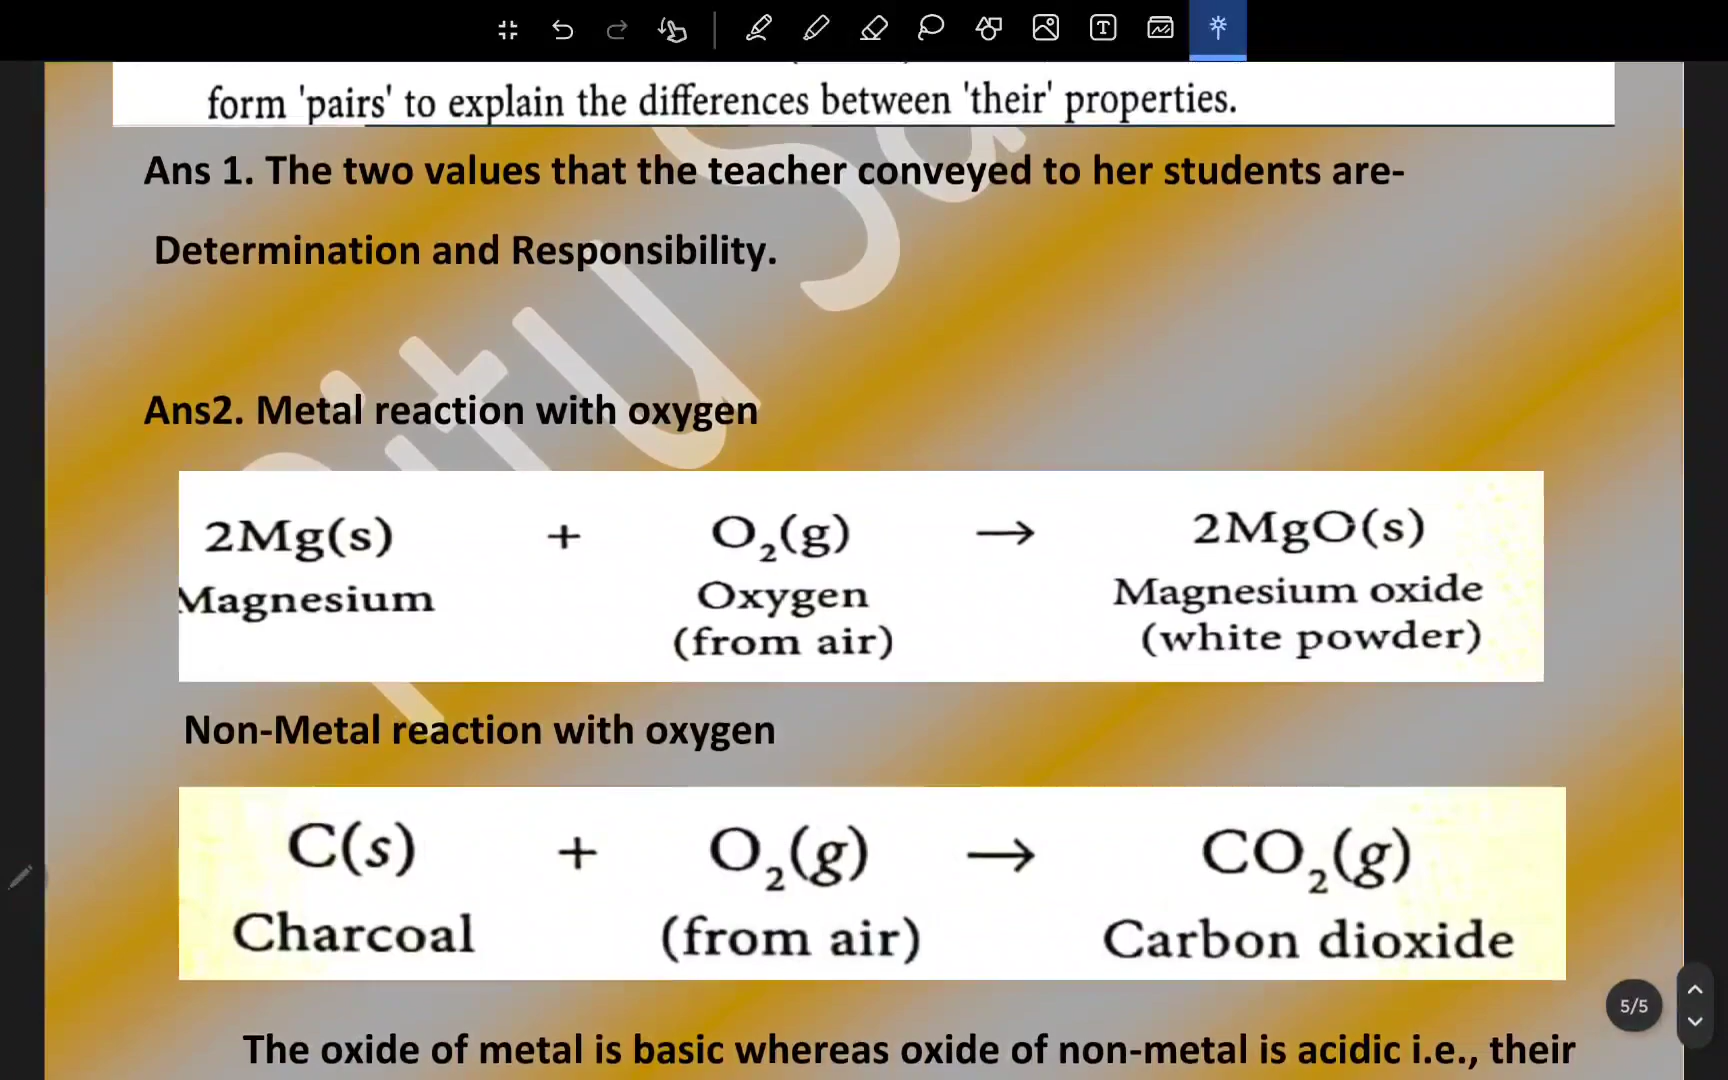 form 'pairs' to explain the differences between 'their' properties.
Ans 1. The two values that the teacher conveyed to her students are-
Determination and Responsibility.
Ans2. Metal reaction with oxygen
2Mg(s) + O₂(g) → 2MgO(s)
Magnesium Oxygen Magnesium oxide
(from air) (white powder)
Non-Metal reaction with oxygen
C(s) + O₂(g) → CO₂(g)
Charcoal (from air) Carbon dioxide
5/5
The oxide of metal is basic whereas oxide of non-metal is acidic i.e., their